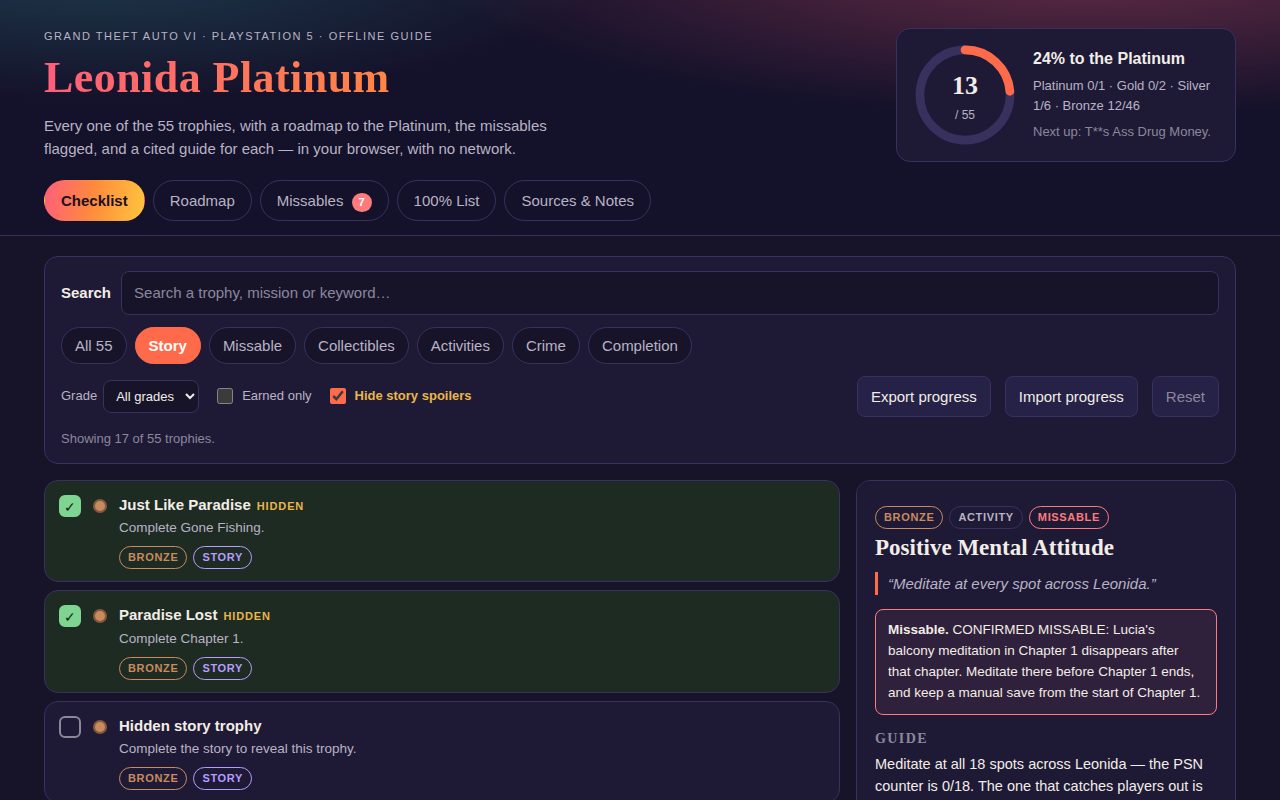 GRAND THEFT AUTO VI · PLAYSTATION 5 · OFFLINE GUIDE
Leonida Platinum
Every one of the 55 trophies, with a roadmap to the Platinum, the missables
flagged, and a cited guide for each — in your browser, with no network.
13
/ 55
24% to the Platinum
Platinum 0/1 · Gold 0/2 · Silver
1/6 · Bronze 12/46
Next up: T**s Ass Drug Money.
Checklist
Roadmap
Missables 7
100% List
Sources & Notes
Search
Search a trophy, mission or keyword…
All 55
Story
Missable
Collectibles
Activities
Crime
Completion
Grade
All grades
Earned only
Hide story spoilers
Export progress
Import progress
Reset
Showing 17 of 55 trophies.
✓
Just Like Paradise HIDDEN
Complete Gone Fishing.
BRONZE
STORY
✓
Paradise Lost HIDDEN
Complete Chapter 1.
BRONZE
STORY
Hidden story trophy
Complete the story to reveal this trophy.
BRONZE
STORY
BRONZE
ACTIVITY
MISSABLE
Positive Mental Attitude
“Meditate at every spot across Leonida.”
Missable. CONFIRMED MISSABLE: Lucia's
balcony meditation in Chapter 1 disappears after
that chapter. Meditate there before Chapter 1 ends,
and keep a manual save from the start of Chapter 1.
GUIDE
Meditate at all 18 spots across Leonida — the PSN
counter is 0/18. The one that catches players out is